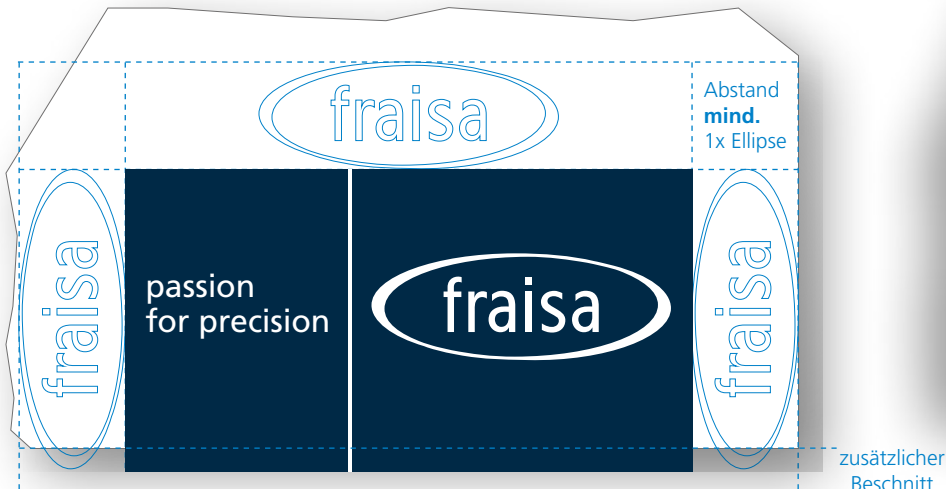 fraisa
Abstand
mind.
1x Ellipse
fraisa
passion
for precision
fraisa
fraisa
zusätzlicher
Beschnitt